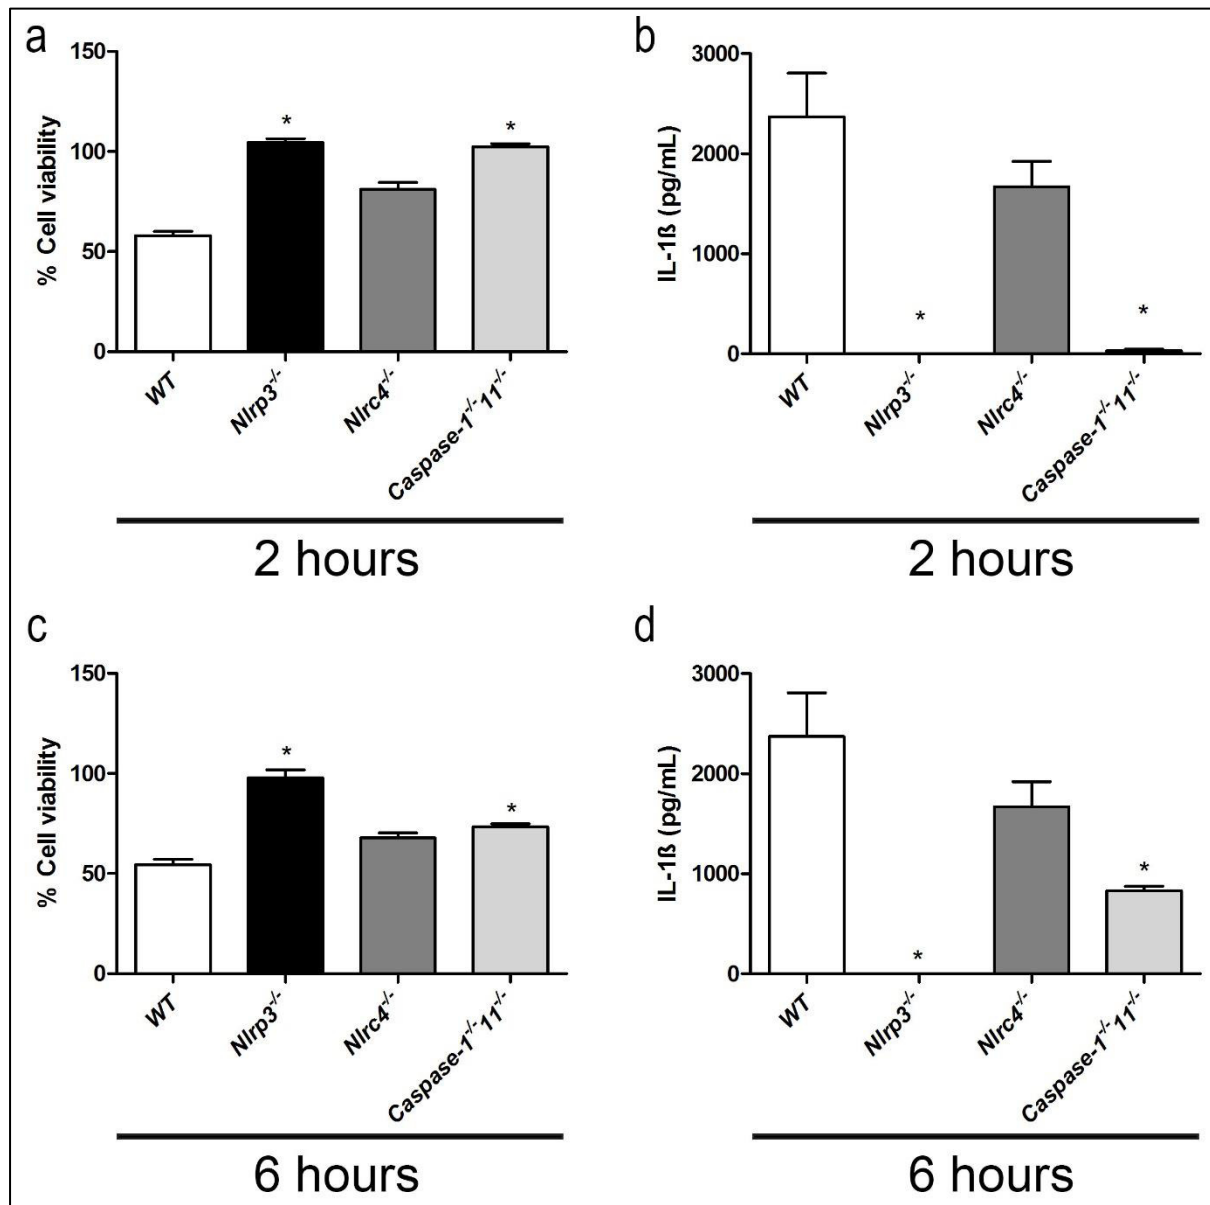 a
150
100
50
0
% Cell viability
*
*
WT
Nlrp3-/-
Nlrc4-/-
Caspase-1-/-11-/-
2 hours
b
3000
2000
1000
0
IL-1ß (pg/mL)
*
*
WT
Nlrp3-/-
Nlrc4-/-
Caspase-1-/-11-/-
2 hours
c
150
100
50
0
% Cell viability
*
*
WT
Nlrp3-/-
Nlrc4-/-
Caspase-1-/-11-/-
6 hours
d
3000
2000
1000
0
IL-1ß (pg/mL)
*
*
WT
Nlrp3-/-
Nlrc4-/-
Caspase-1-/-11-/-
6 hours